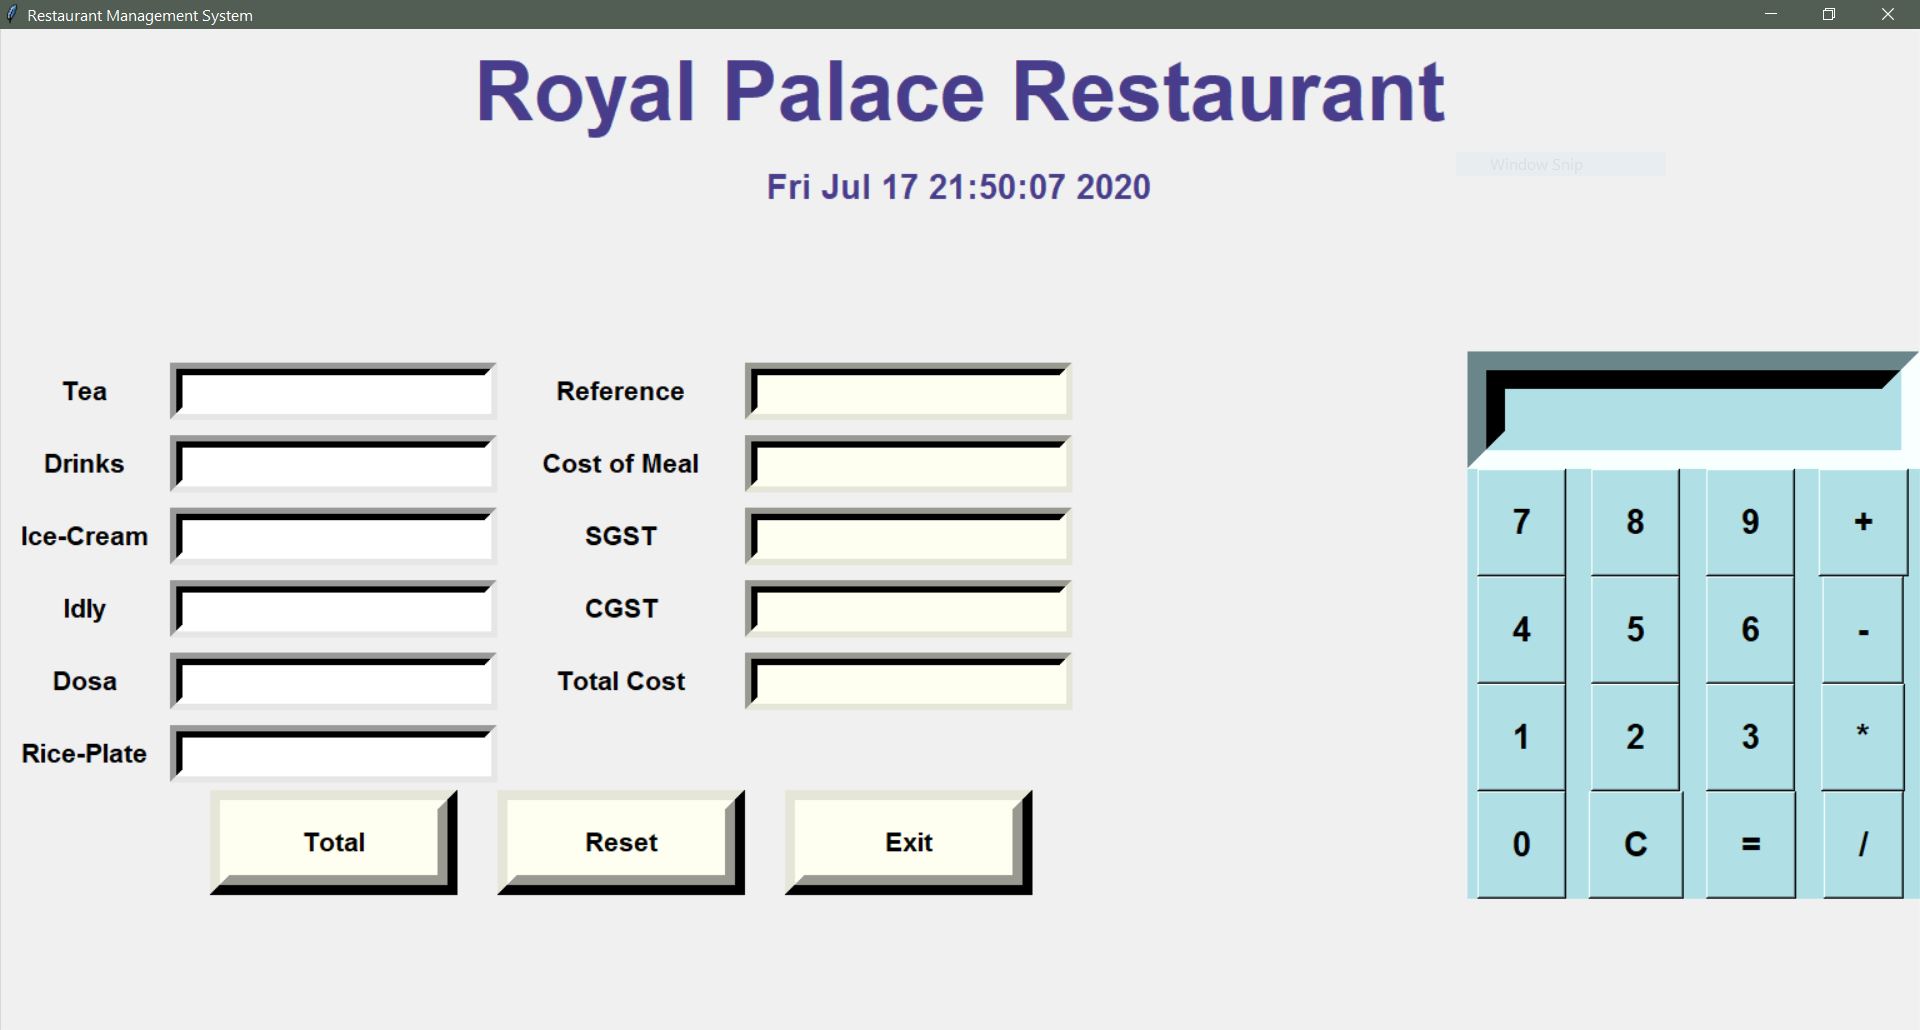 Restaurant Management System
Royal Palace Restaurant
Window Snip
Fri Jul 17 21:50:07 2020
Tea
Reference
Drinks
Cost of Meal
Ice-Cream
SGST
Idly
CGST
Dosa
Total Cost
Rice-Plate
Total
Reset
Exit
7 8 9 +
4 5 6 -
1 2 3 *
0 C = /